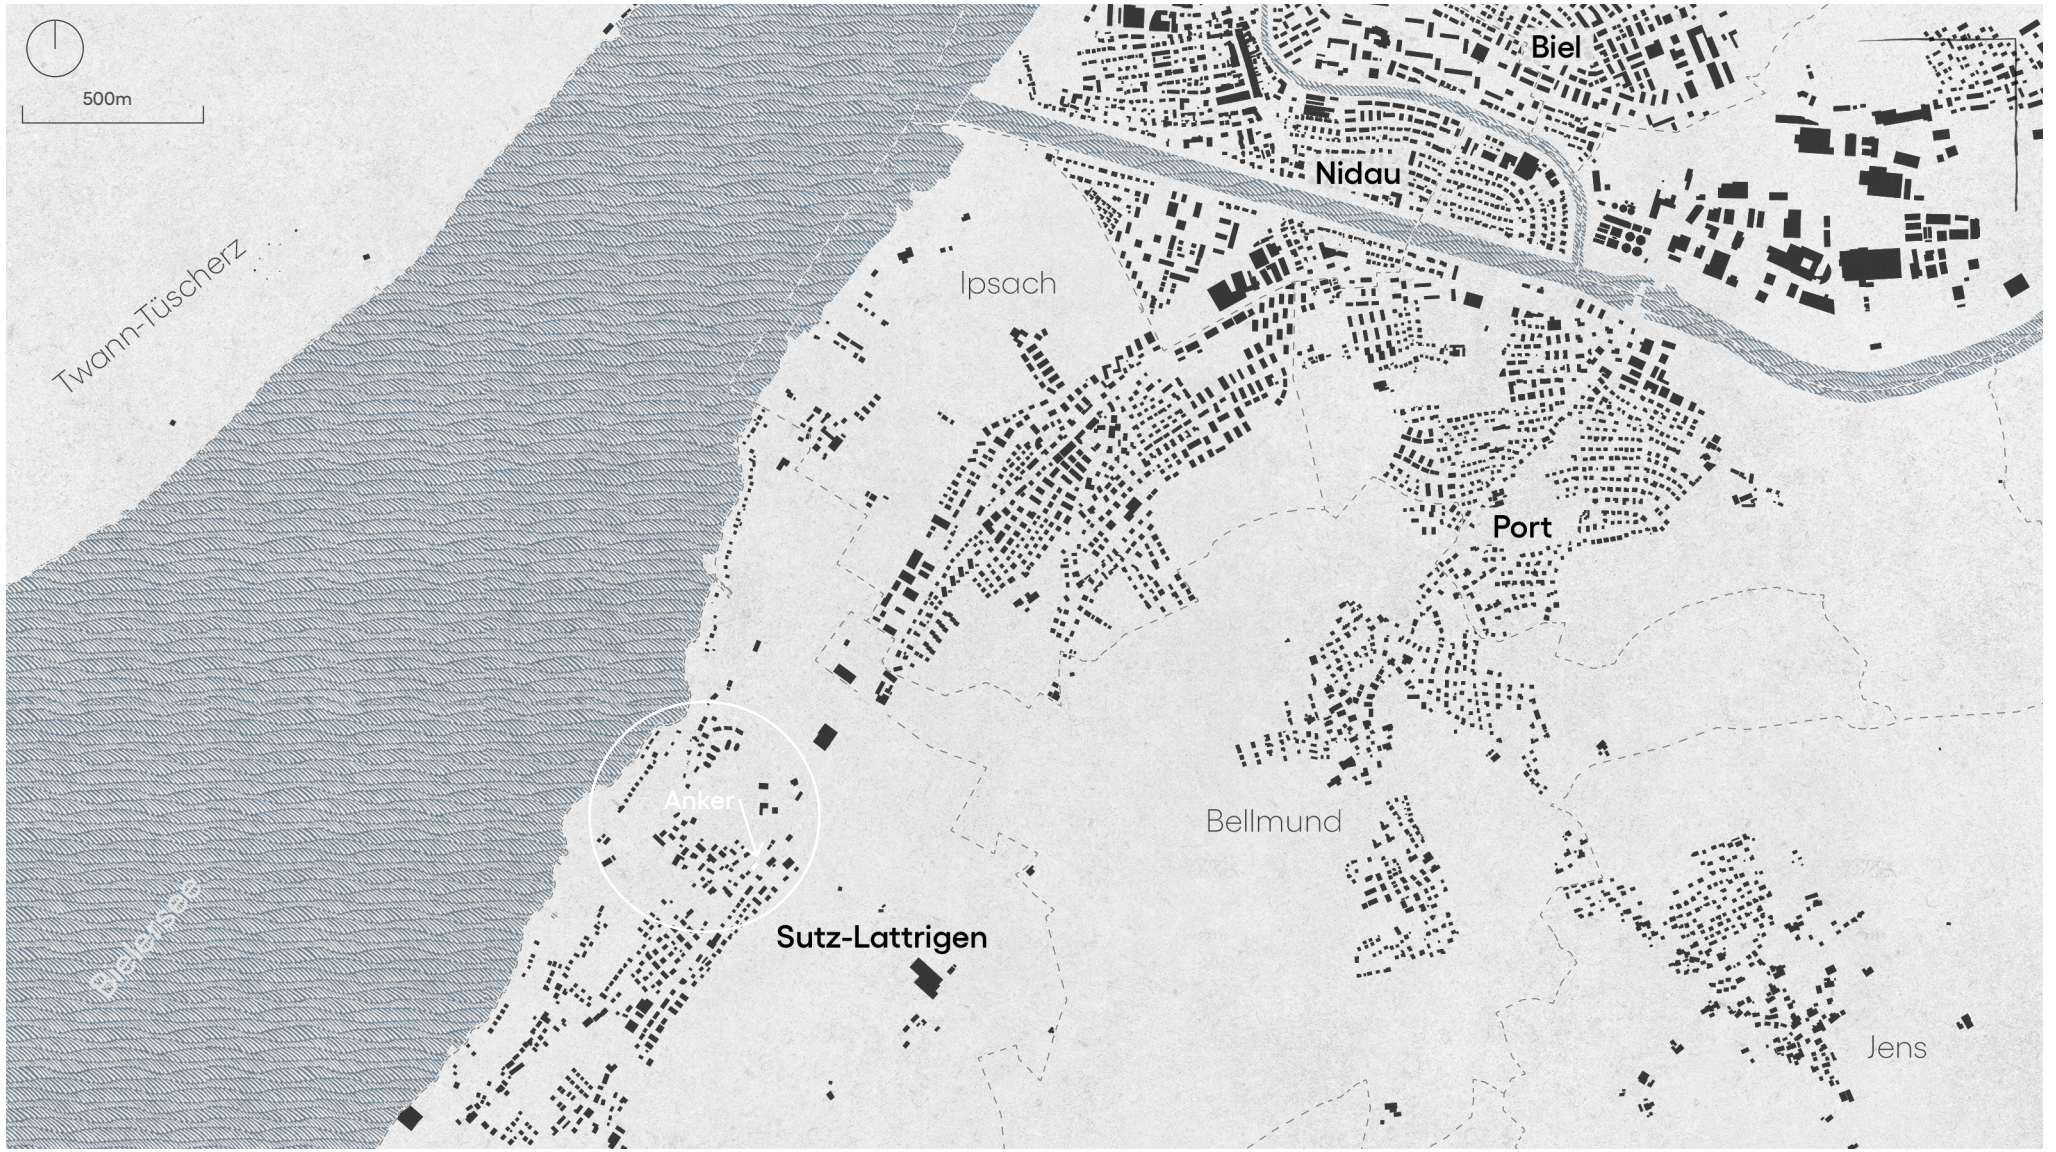 Biel
500m
Nidau
Twann-Tüscherz
Ipsach
Port
Anker
Bellmund
Bielersee
Sutz-Lattrigen
Jens